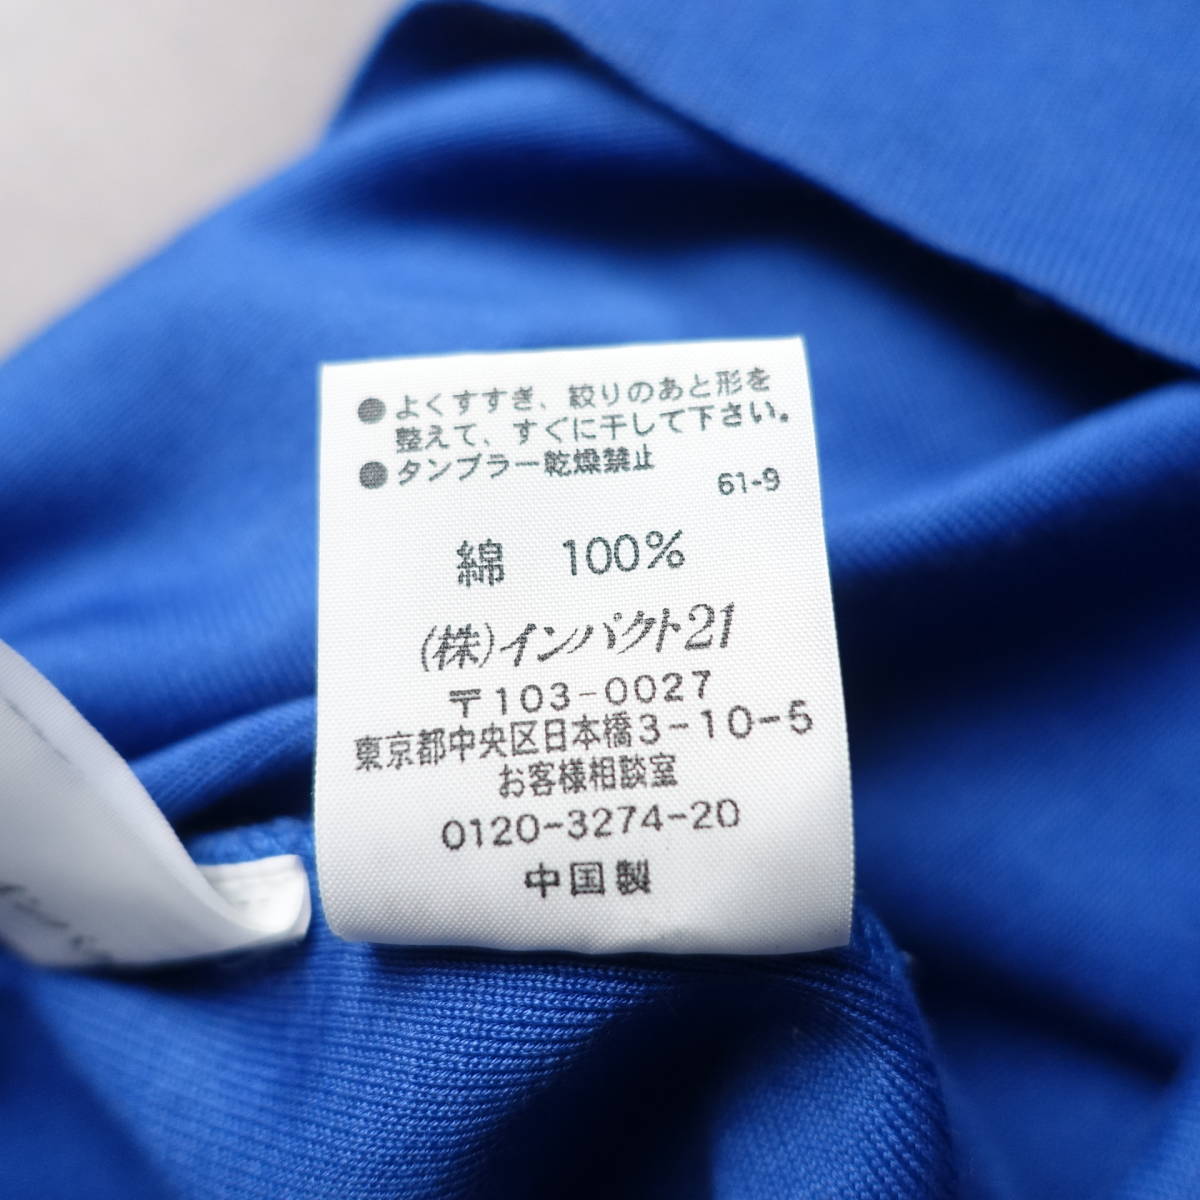 ●よくすすぎ、絞りのあと形を
整えて、すぐに干して下さい。
●タンブラー乾燥禁止
61-9
綿　100%
(株)インパクト21
〒103-0027
東京都中央区日本橋3-10-5
お客様相談室
0120-3274-20
中国製